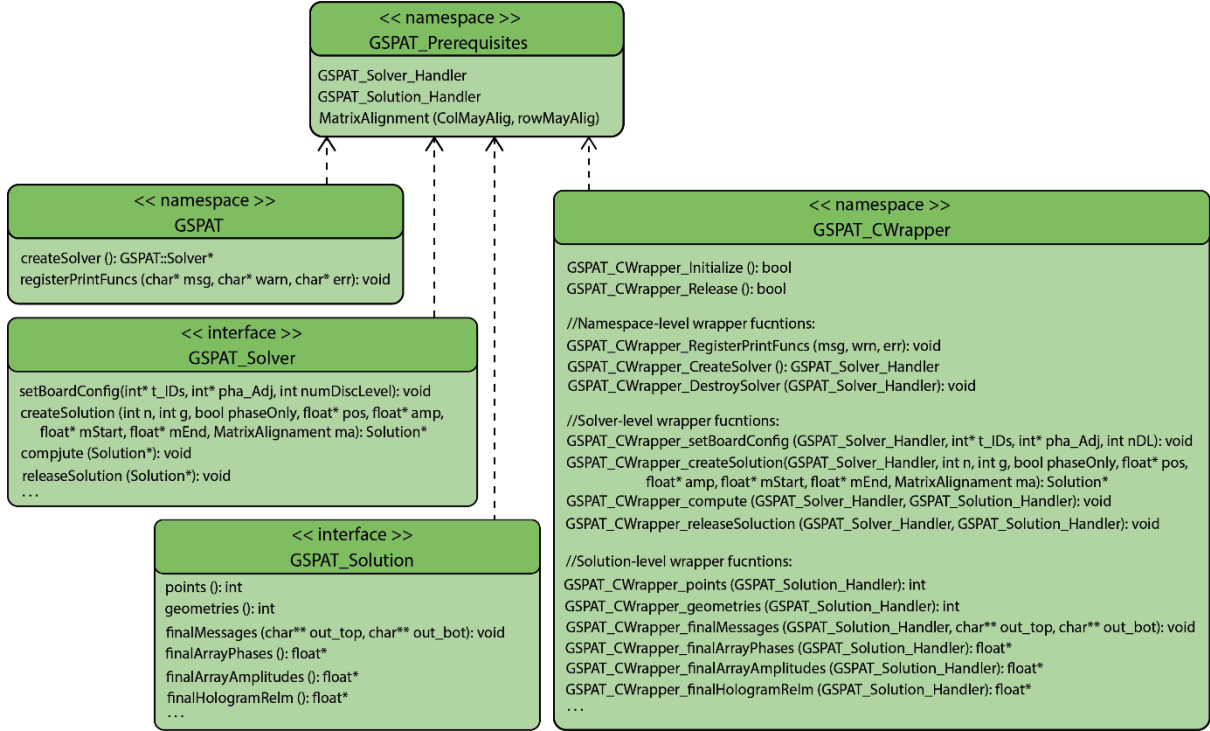 << namespace >>
GSPAT_Prerequisites
GSPAT_Solver_Handler
GSPAT_Solution_Handler
MatrixAlignment (ColMayAlig, rowMayAlig)
<< namespace >>
GSPAT
createSolver (): GSPAT::Solver*
registerPrintFuncs (char* msg, char* warn, char* err): void
<< interface >>
GSPAT_Solver
setBoardConfig(int* t_IDs, int* pha_Adj, int numDiscLevel): void
createSolution (int n, int g, bool phaseOnly, float* pos, float* amp,
float* mStart, float* mEnd, MatrixAlignament ma): Solution*
compjute (Solution*): void
releaseSolution (Solution*): void
...
<< interface >>
GSPAT_Solution
points (): int
geometries (): int
finalMessages (char** out_top, char** out_bot): void
finalArrayPhases (): float*
finalArrayAmplitudes (): float*
finalHologramReIm (): float*
...
<< namespace >>
GSPAT_CWrapper
GSPAT_CWrapper_Initialize (): bool
GSPAT_CWrapper_Release (): bool
//Namespace-level wrapper fucntions:
GSPAT_CWrapper_RegisterPrintFuncs (msg, wrn, err): void
GSPAT_CWrapper_CreateSolver (): GSPAT_Solver_Handler
GSPAT_CWrapper_DestroySolver (GSPAT_Solver_Handler): void
//Solver-level wrapper fucntions:
GSPAT_CWrapper_setBoardConfig (GSPAT_Solver_Handler, int* t_IDs, int* pha_Adj, int nDL): void
GSPAT_CWrapper_createSolution(GSPAT_Solver_Handler, int n, int g, bool phaseOnly, float* pos,
float* amp, float* mStart, float* mEnd, MatrixAlignament ma): Solution*
GSPAT_CWrapper_compute (GSPAT_Solver_Handler, GSPAT_Solution_Handler): void
GSPAT_CWrapper_releaseSoluction (GSPAT_Solver_Handler, GSPAT_Solution_Handler): void
//Solution-level wrapper fucntions:
GSPAT_CWrapper_points (GSPAT_Solution_Handler): int
GSPAT_CWrapper_geometries (GSPAT_Solution_Handler): int
GSPAT_CWrapper_finalMessages (GSPAT_Solution_Handler, char** out_top, char** out_bot): void
GSPAT_CWrapper_finalArrayPhases (GSPAT_Solution_Handler): float*
GSPAT_CWrapper_finalArrayAmplitudes (GSPAT_Solution_Handler): float*
GSPAT_CWrapper_finalHologramReIm (GSPAT_Solution_Handler): float*
...